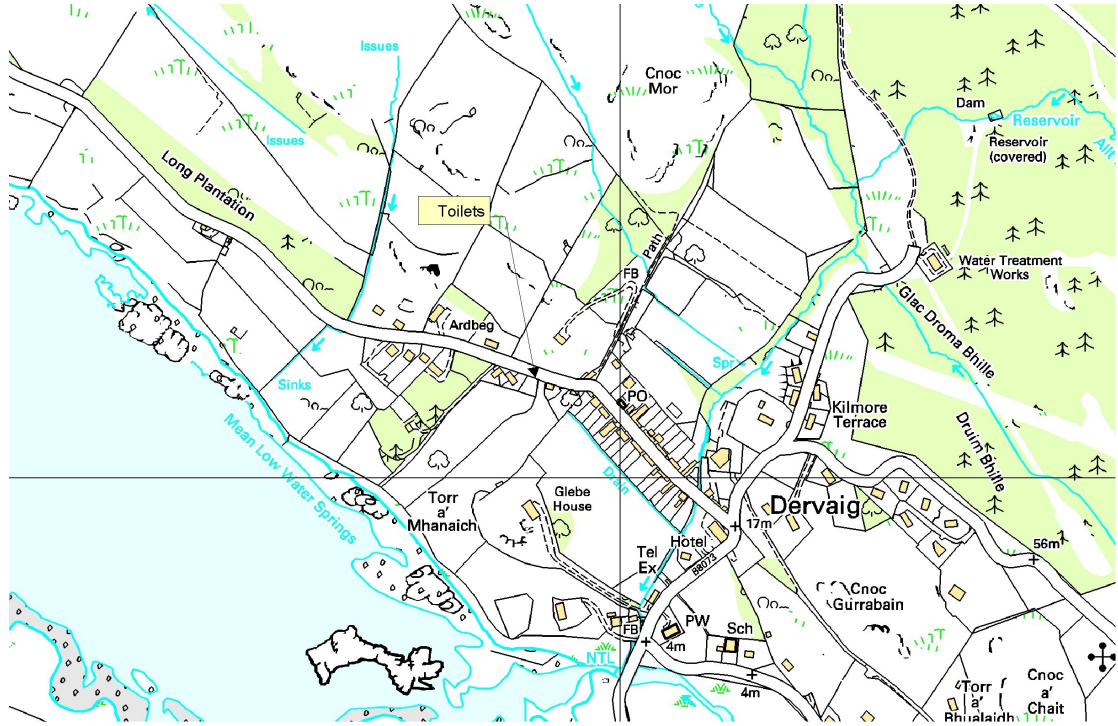 Issues
Cnoc
Mor
Dam
Reservoir
Issues
Reservoir
(covered)
Allt
Long Plantation
Toilets
Path
FB
Water Treatment
Works
Ardbeg
Glac Droma Bhille
Spr
Sinks
PO
Kilmore
Terrace
Mean Low Water Springs
Druim Bhille
Drain
Torr
a'
Mhanaich
Glebe
House
Dervaig
17m
Hotel
Tel
Ex
B8073
56m
Cnoc
Gurrabain
PW
Sch
FB
4m
NTL
4m
Torr
a'
Bhualaidh
Cnoc
a'
Chait